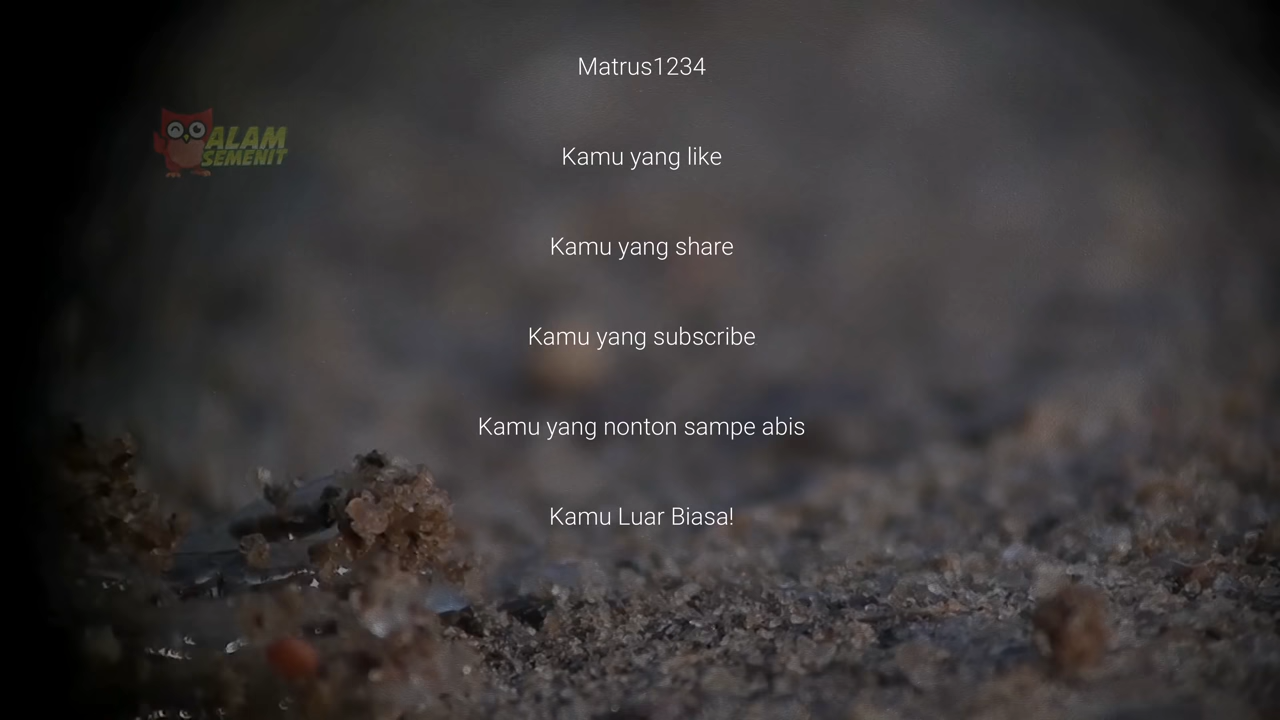 Matrus1234
ALAM
SEMENIT
Kamu yang like
Kamu yang share
Kamu yang subscribe
Kamu yang nonton sampe abis
Kamu Luar Biasa!